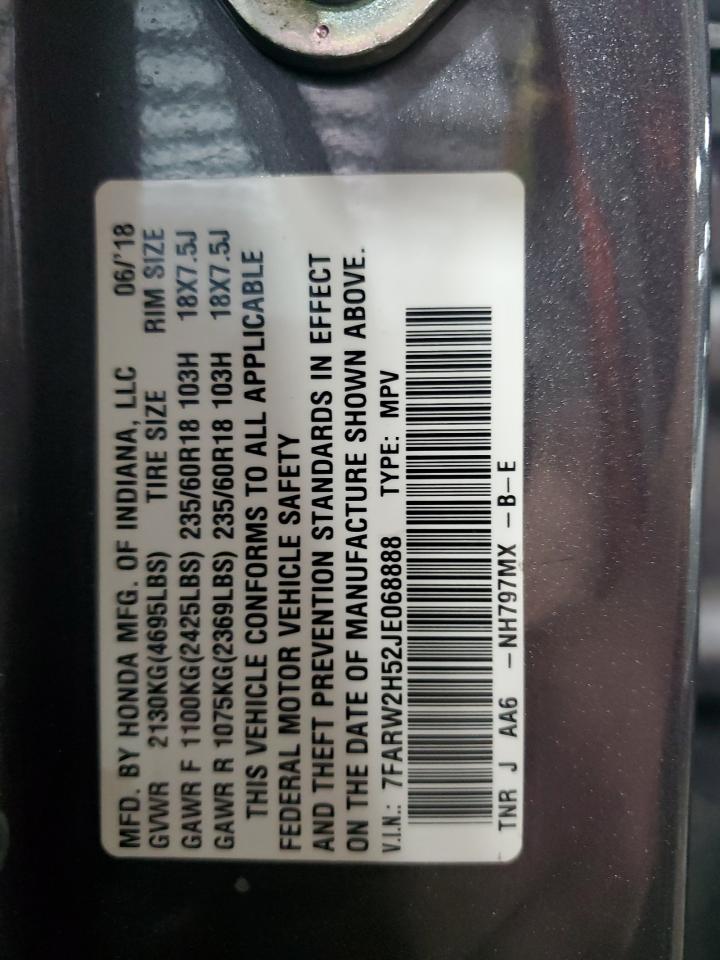 MFD. BY HONDA MFG. OF INDIANA, LLC 06/'18
GVWR 2130KG(4695LBS) TIRE SIZE RIM SIZE
GAWR F 1100KG(2425LBS) 235/60R18 103H 18X7.5J
GAWR R 1075KG(2369LBS) 235/60R18 103H 18X7.5J
THIS VEHICLE CONFORMS TO ALL APPLICABLE
FEDERAL MOTOR VEHICLE SAFETY
AND THEFT PREVENTION STANDARDS IN EFFECT
ON THE DATE OF MANUFACTURE SHOWN ABOVE.
V.I.N.: 7FARW2H52JE068888 TYPE: MPV
TNR J AA6 -NH797MX -B-E